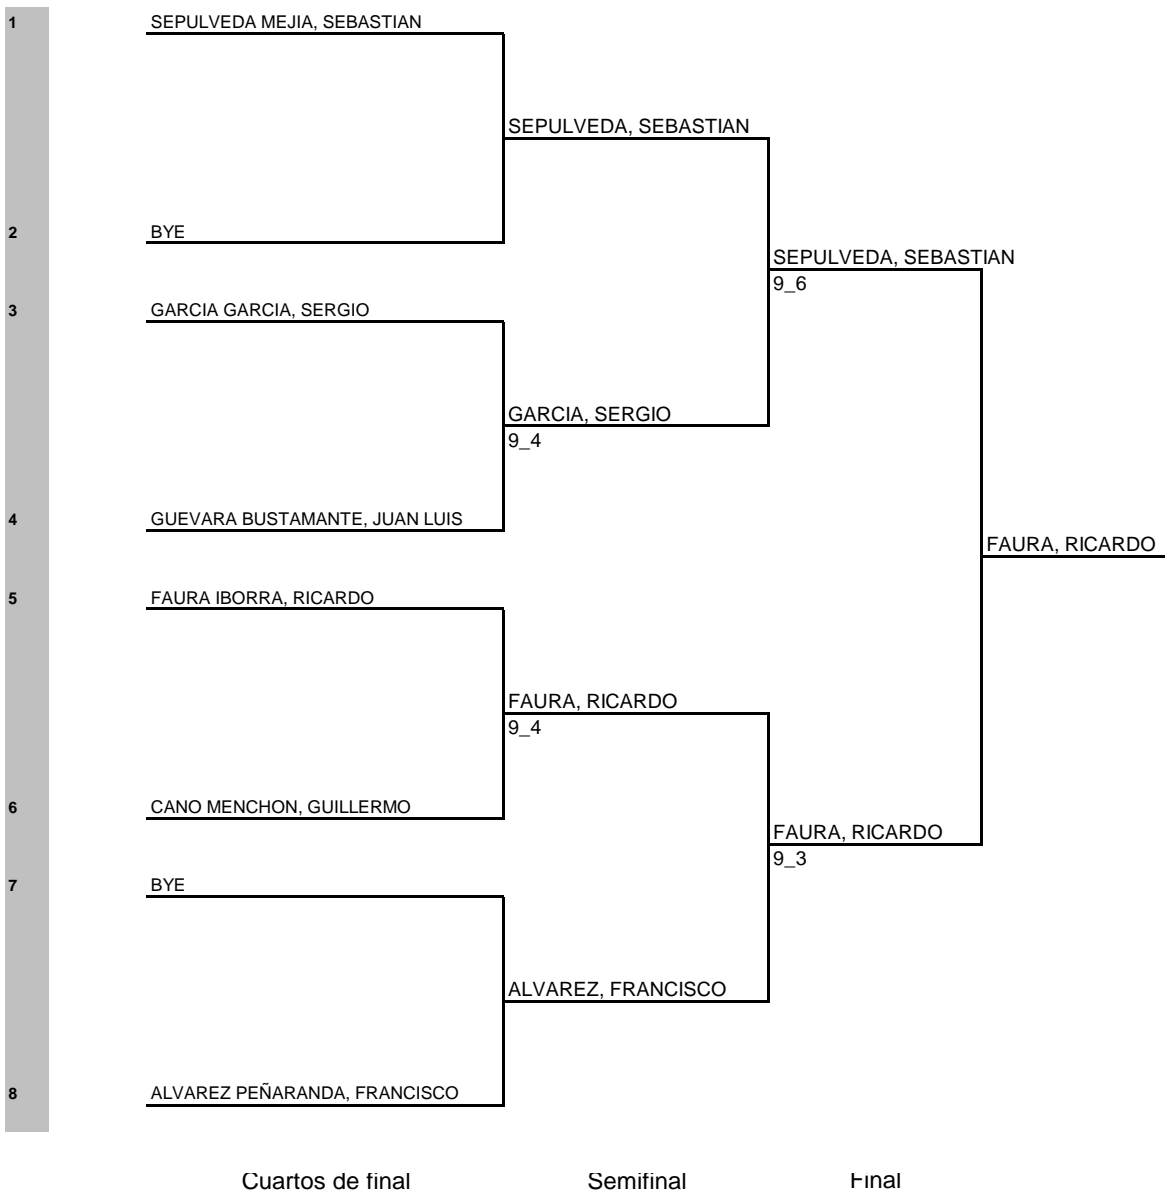 1 SEPULVEDA MEJIA, SEBASTIAN
SEPULVEDA, SEBASTIAN
2 BYE
SEPULVEDA, SEBASTIAN
9_6
3 GARCIA GARCIA, SERGIO
GARCIA, SERGIO
9_4
4 GUEVARA BUSTAMANTE, JUAN LUIS
FAURA, RICARDO
5 FAURA IBORRA, RICARDO
FAURA, RICARDO
9_4
6 CANO MENCHON, GUILLERMO
FAURA, RICARDO
9_3
7 BYE
ALVAREZ, FRANCISCO
8 ALVAREZ PEÑARANDA, FRANCISCO
Cuartos de final Semifinal Final